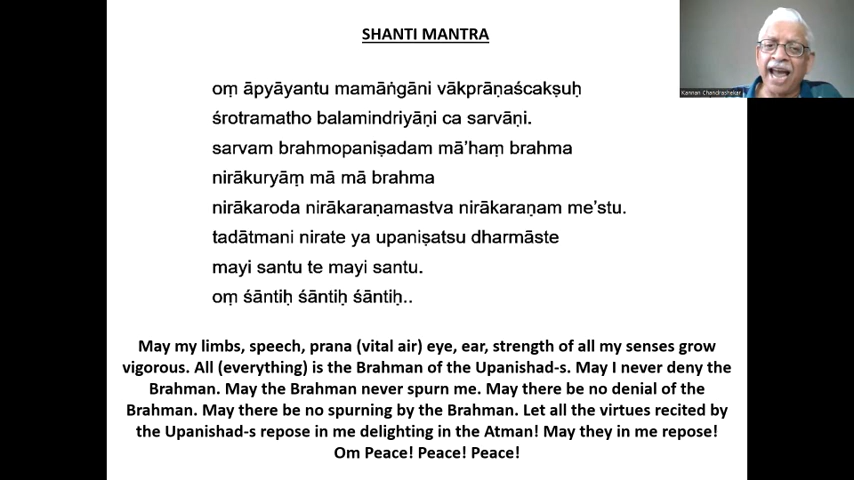 SHANTI MANTRA
oṃ āpyāyantu mamāṅgāni vākprāṇaścakṣuḥ
śrotramatho balamindriyāṇi ca sarvāṇi.
sarvam brahmopaniṣadam mā’haṃ brahma
nirākuryāṃ mā mā brahma
nirākaroda nirākaraṇamastva nirākaraṇam me’stu.
tadātmani nirate ya upaniṣatsu dharmāste
mayi santu te mayi santu.
oṃ śāntiḥ śāntiḥ śāntiḥ..
May my limbs, speech, prana (vital air) eye, ear, strength of all my senses grow
vigorous. All (everything) is the Brahman of the Upanishad-s. May I never deny the
Brahman. May the Brahman never spurn me. May there be no denial of the
Brahman. May there be no spurning by the Brahman. Let all the virtues recited by
the Upanishad-s repose in me delighting in the Atman! May they in me repose!
Om Peace! Peace! Peace!
Kannan Chandrashekar